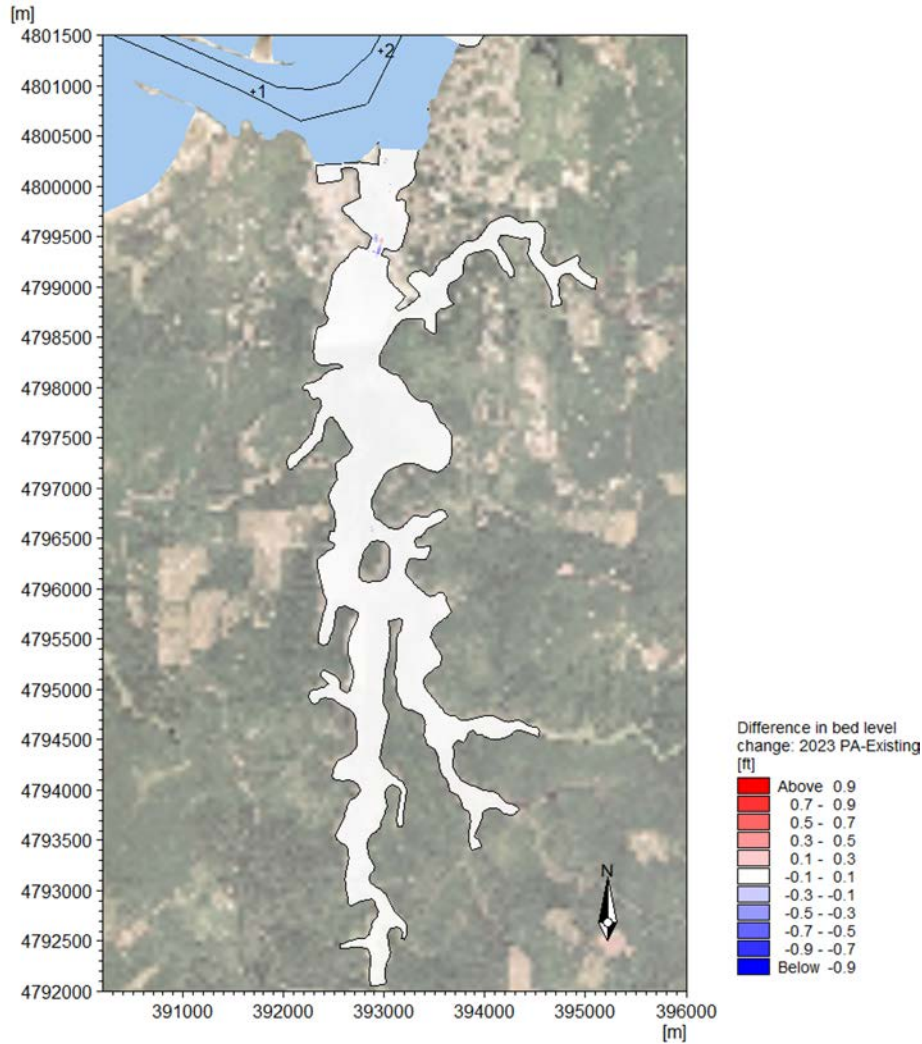 [m]
4801500
4801000
4800500
4800000
4799500
4799000
4798500
4798000
4797500
4797000
4796500
4796000
4795500
4795000
4794500
4794000
4793500
4793000
4792500
4792000
+1
+2
N
391000 392000 393000 394000 395000 396000
[m]
Difference in bed level
change: 2023 PA-Existing
[ft]
Above 0.9
0.7 - 0.9
0.5 - 0.7
0.3 - 0.5
0.1 - 0.3
-0.1 - 0.1
-0.3 - -0.1
-0.5 - -0.3
-0.7 - -0.5
-0.9 - -0.7
Below -0.9